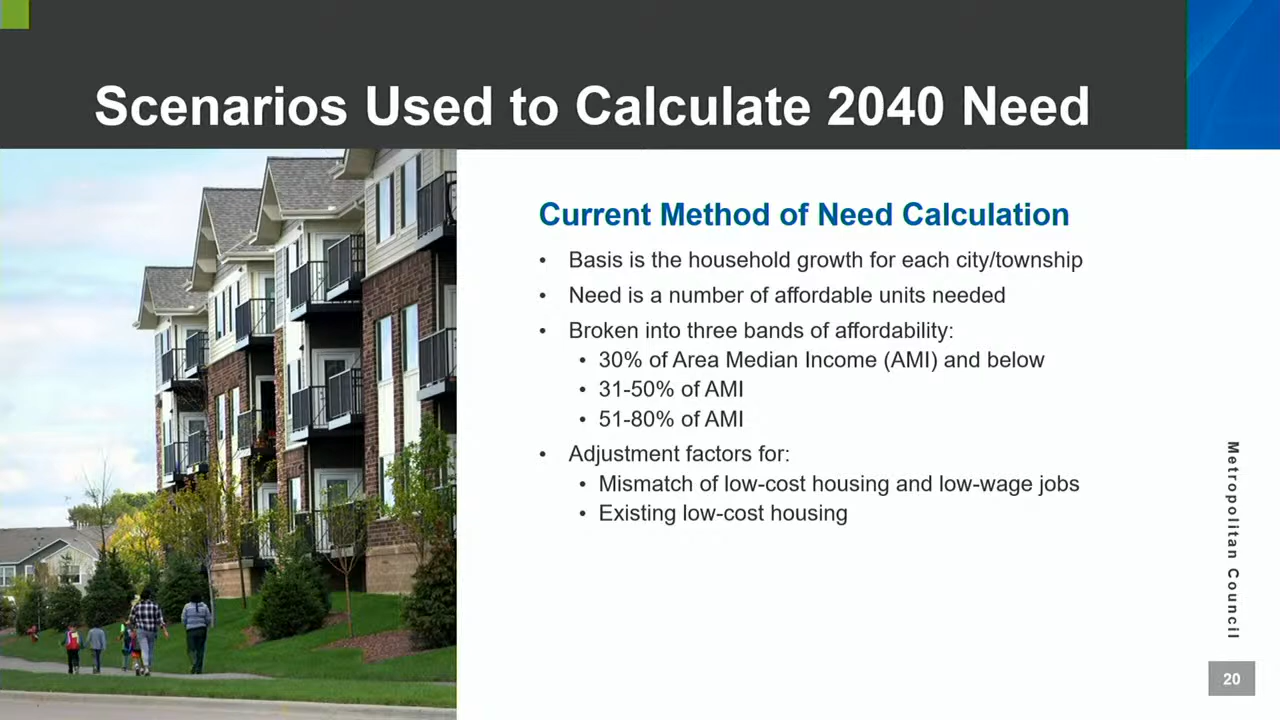 Scenarios Used to Calculate 2040 Need
Current Method of Need Calculation
• Basis is the household growth for each city/township
• Need is a number of affordable units needed
• Broken into three bands of affordability:
• 30% of Area Median Income (AMI) and below
• 31-50% of AMI
• 51-80% of AMI
• Adjustment factors for:
• Mismatch of low-cost housing and low-wage jobs
• Existing low-cost housing
Metropolitan Council
20